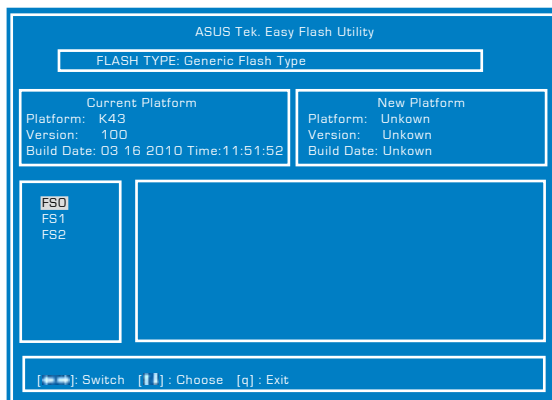 ASUS Tek. Easy Flash Utility
FLASH TYPE: Generic Flash Type
Current Platform
Platform: K43
Version: 100
Build Date: 03 16 2010 Time:11:51:52
New Platform
Platform: Unkown
Version: Unkown
Build Date: Unkown
FS0
FS1
FS2
[←→]: Switch [↑↓] : Choose [q] : Exit